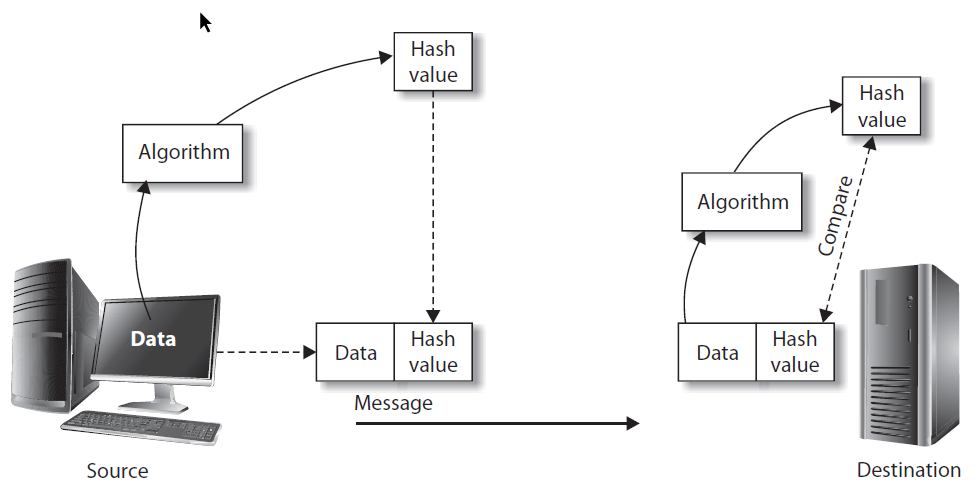 Hash
value
Algorithm
Data
Data
Hash
value
Message
Source
Hash
value
Algorithm
Compare
Data
Hash
value
Destination